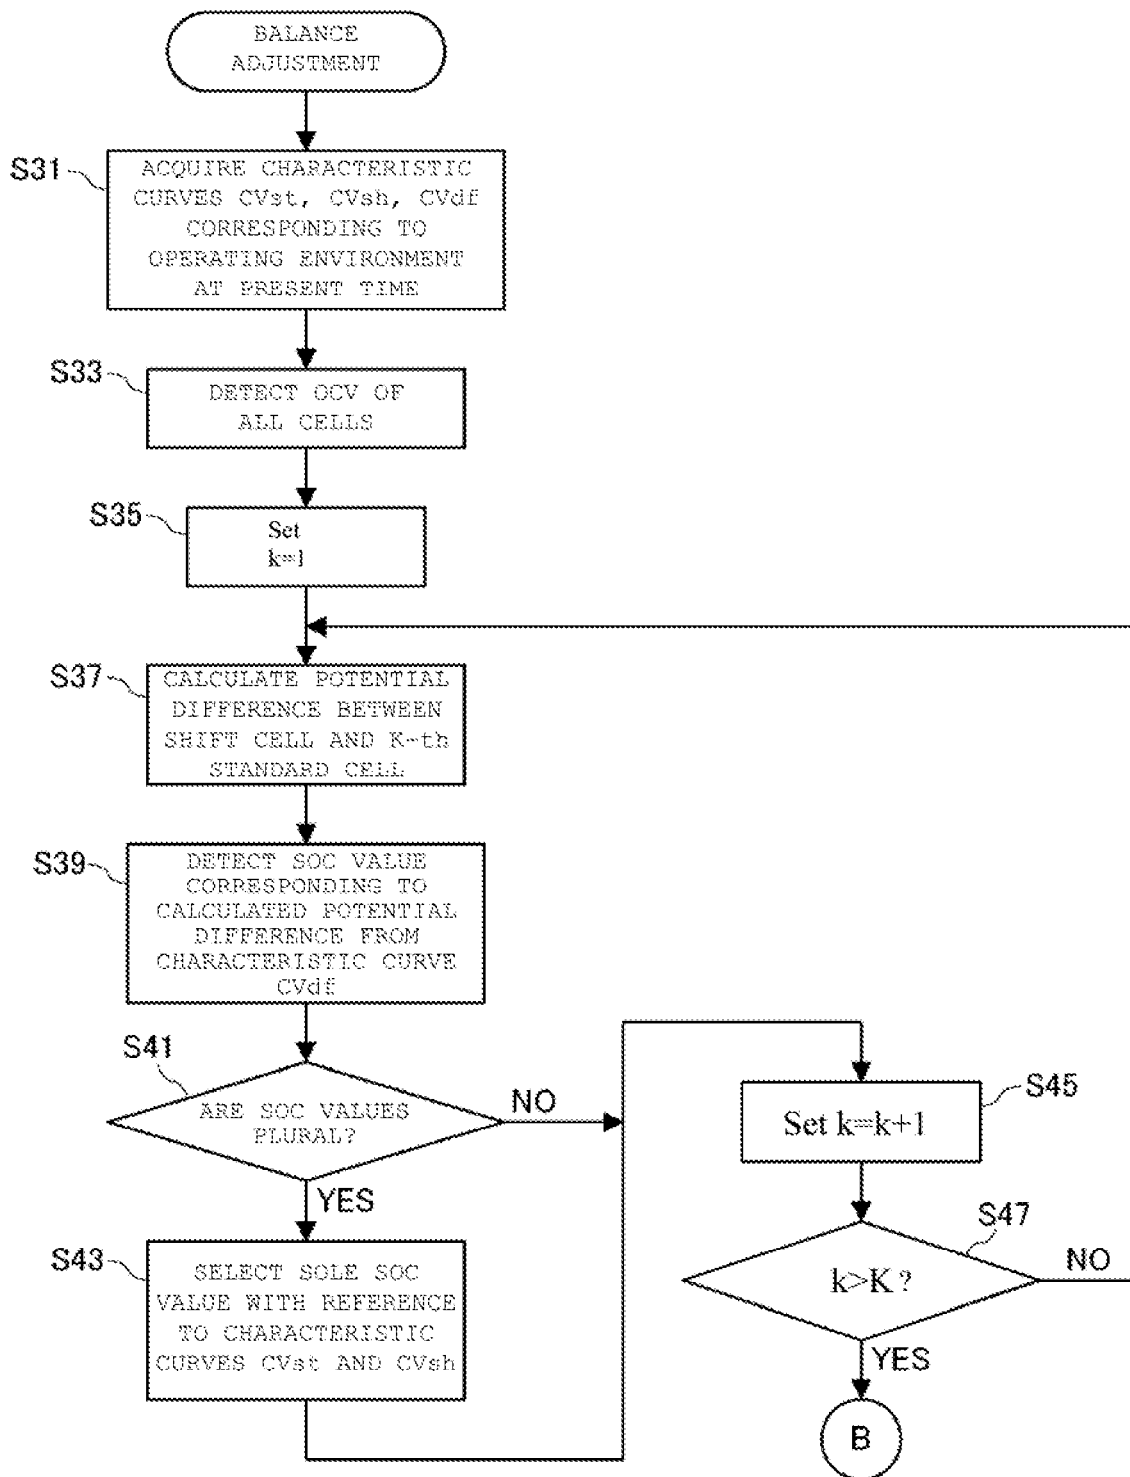 BALANCE
ADJUSTMENT
S31
ACQUIRE CHARACTERISTIC
CURVES CVst, CVsh, CVdf
CORRESPONDING TO
OPERATING ENVIRONMENT
AT PRESENT TIME
S33
DETECT OCV OF
ALL CELLS
S35
Set
k=1
S37
CALCULATE POTENTIAL
DIFFERENCE BETWEEN
SHIFT CELL AND K-th
STANDARD CELL
S39
DETECT SOC VALUE
CORRESPONDING TO
CALCULATED POTENTIAL
DIFFERENCE FROM
CHARACTERISTIC CURVE
CVdf
S41
ARE SOC VALUES
PLURAL?
NO
YES
S43
SELECT SOLE SOC
VALUE WITH REFERENCE
TO CHARACTERISTIC
CURVES CVst AND CVsh
S45
Set k=k+1
S47
k>K?
NO
YES
B